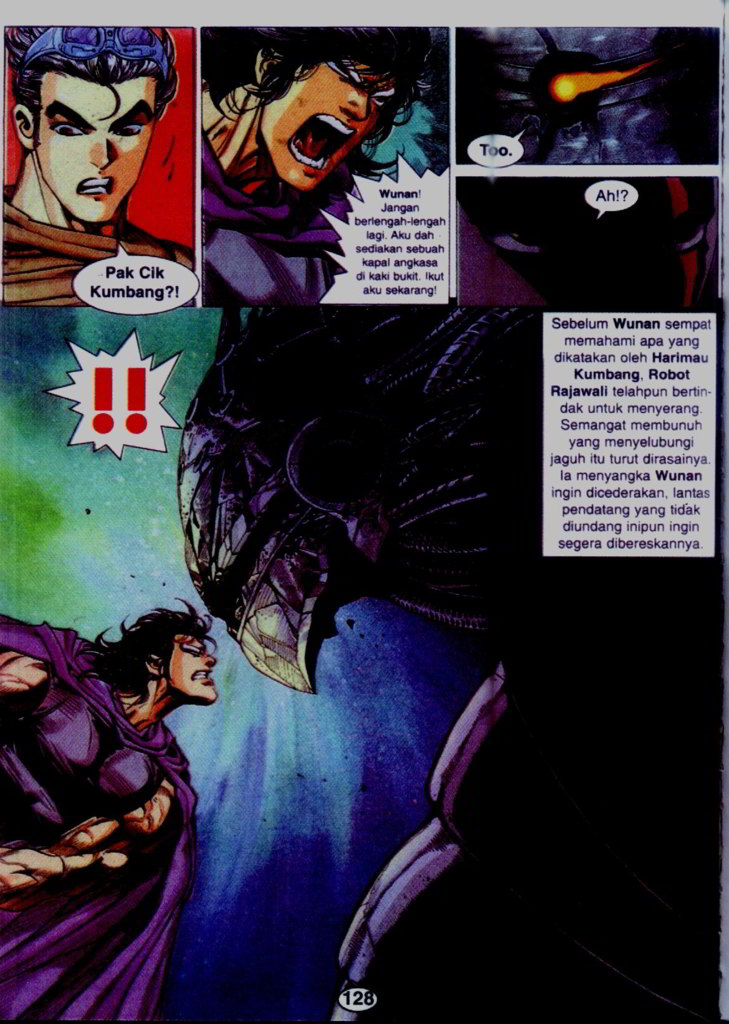 Pak Cik
Kumbang?!
Wunan!
Jangan
berlengah-lengah
lagi. Aku dah
sediakan sebuah
kapal angkasa
di kaki bukit. Ikut
aku sekarang!
Too.
Ah!?
!!
Sebelum Wunan sempat
memahami apa yang
dikatakan oleh Harimau
Kumbang, Robot
Rajawali telahpun bertin-
dak untuk menyerang.
Semangat membunuh
yang menyelubungi
jaguh itu turut dirasainya.
Ia menyangka Wunan
ingin dicederakan, lantas
pendatang yang tidak
diundang inipun ingin
segera dibereskannya.
128